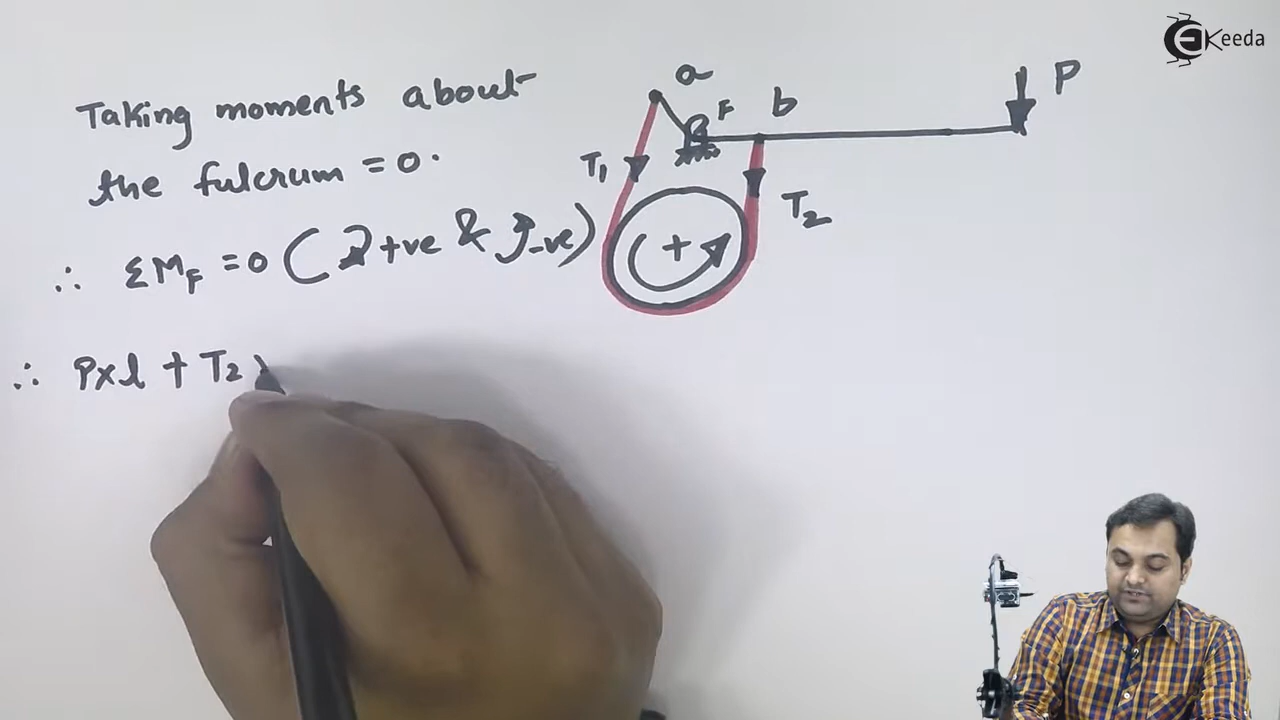 Taking moments about
the fulcrum = 0.
∴ ΣM_F = 0 (↻ +ve & ↺ -ve)
∴ P×l + T₂ ×
a
F
b
P
T₁
T₂
+
EKeeda